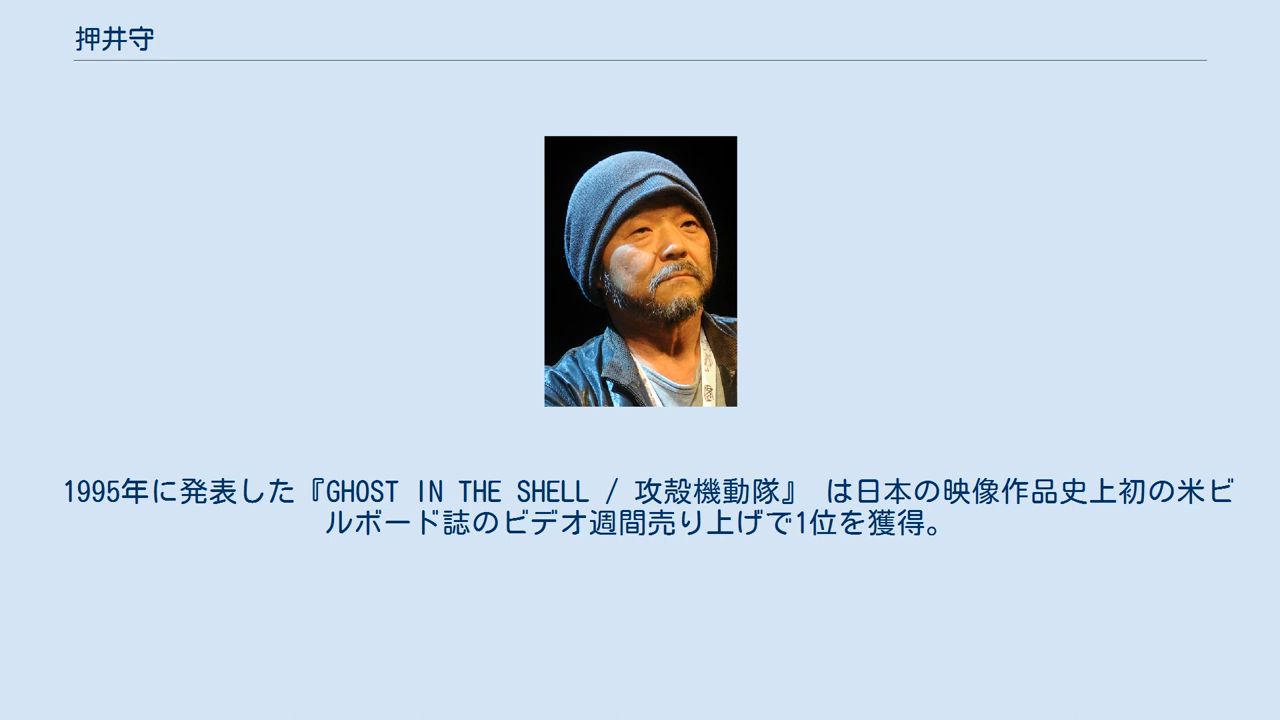 押井守
1995年に発表した『GHOST IN THE SHELL / 攻殻機動隊』 は日本の映像作品史上初の米ビ
ルボード誌のビデオ週間売り上げで1位を獲得。